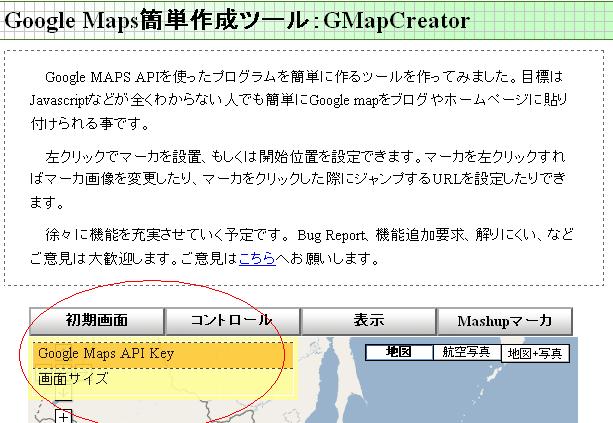 Google Maps簡単作成ツール：GMapCreator
Google MAPS APIを使ったプログラムを簡単に作るツールを作ってみました。目標は
Javascriptなどが全くわからない人でも簡単にGoogle mapをブログやホームページに貼り
付けられる事です。
左クリックでマーカを設置、もしくは開始位置を設定できます。マーカを左クリックすれ
ばマーカ画像を変更したり、マーカをクリックした際にジャンプするURLを設定したりでき
ます。
徐々に機能を充実させていく予定です。 Bug Report、機能追加要求、解りにくい、など
ご意見は大歓迎します。ご意見はこちらへお願いします。
初期画面 コントロール 表示 Mashupマーカ
Google Maps API Key
地図 航空写真 地図+写真
画面サイズ
+